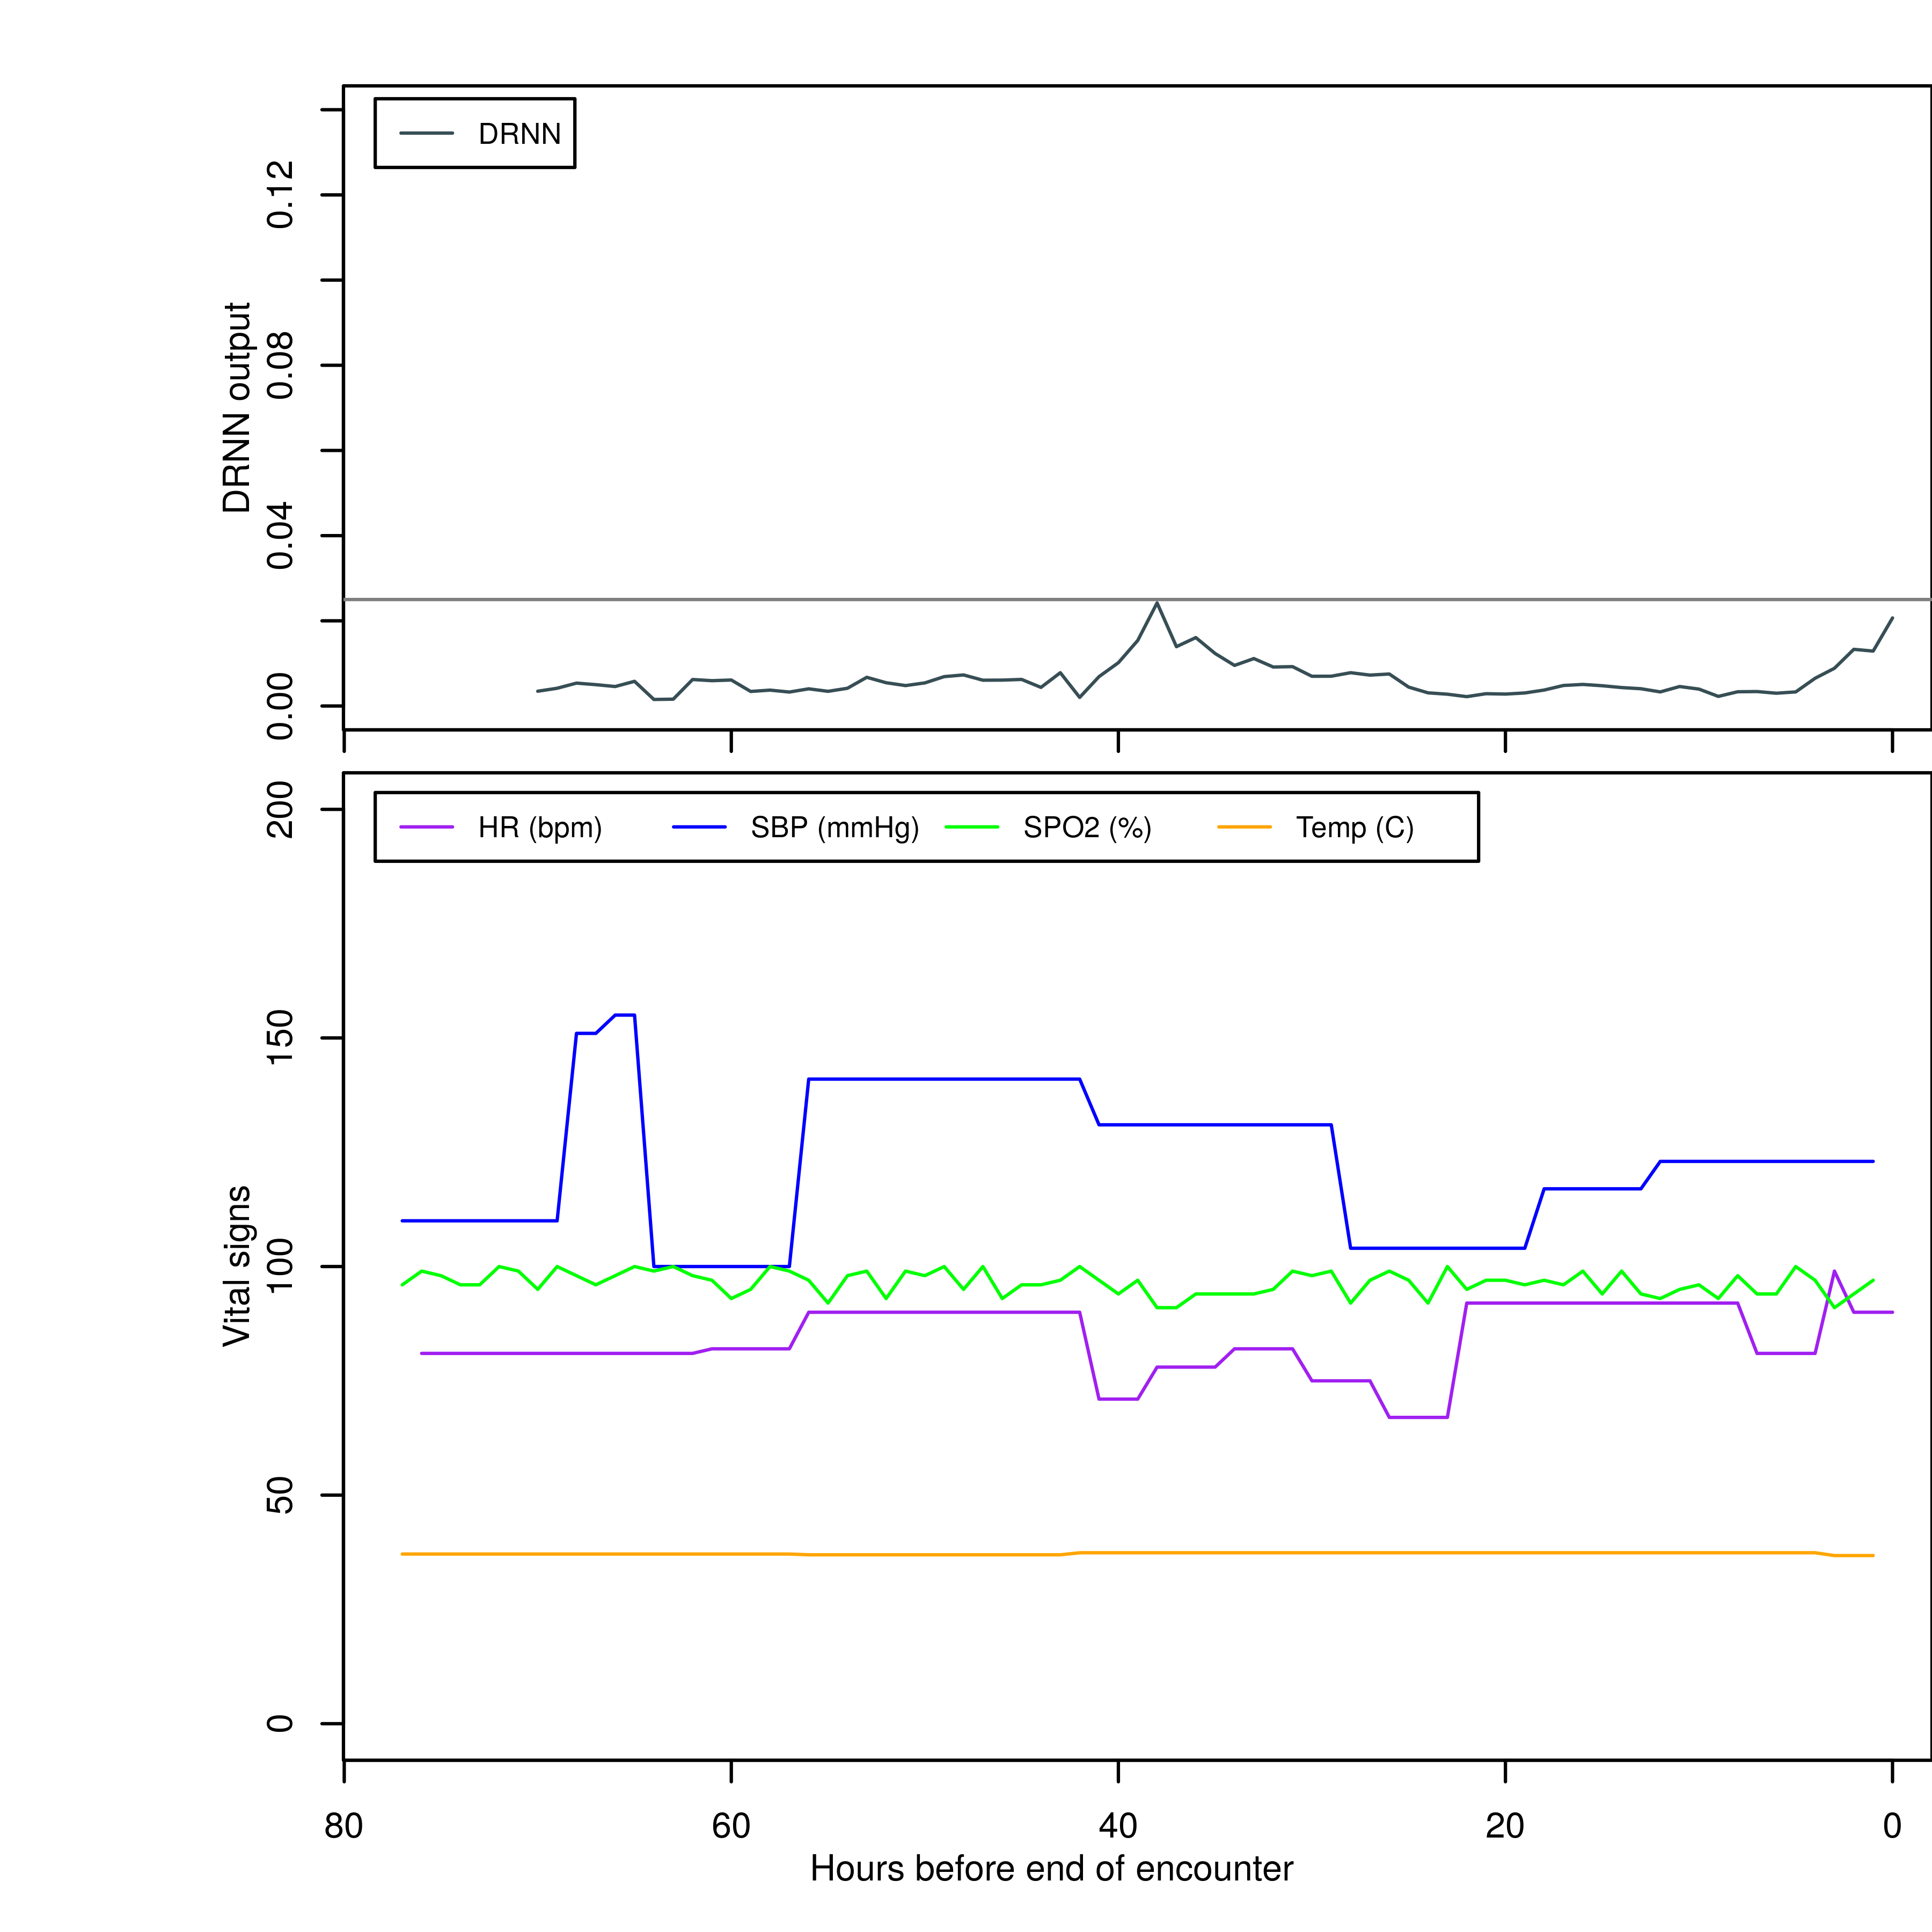 DRNN
DRNN output
0.12
0.08
0.04
0.00
HR (bpm) SBP (mmHg) SPO2 (%) Temp (C)
Vital signs
200
150
100
50
0
80 60 40 20 0
Hours before end of encounter